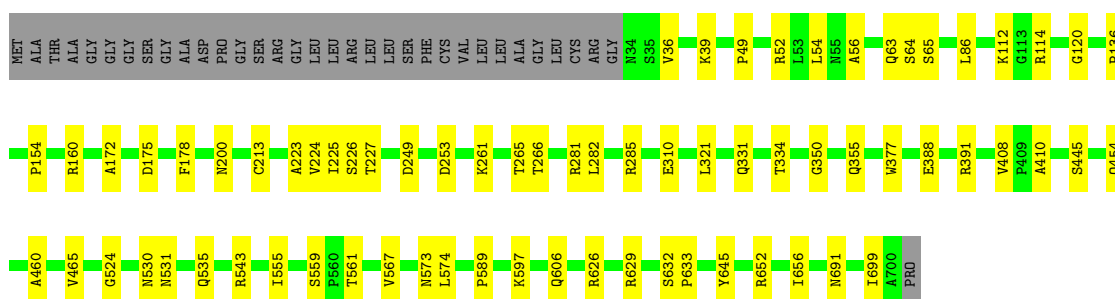 MET ALA THR ALA GLY GLY GLY SER GLY ALA ASP PRO GLY SER ARG GLY LEU LEU ARG LEU LEU SER PHE CYS VAL LEU LEU ALA GLY LEU CYS ARG GLY N34 S35 V36 K39 P49 R52 L53 L54 N55 A56 Q63 S64 S65 L86 K112 G113 R114 G120
P154 R160 A172 D175 F178 N200 C213 A223 V224 I225 S226 T227 D249 D253 K261 T265 T266 R281 L282 R285 E310 L321 Q331 T334 G350 Q355 W377 E388 R391 V408 P409 A410 S445
A460 V465 G524 N530 N531 Q535 R543 I555 S559 P560 T561 V567 N573 L574 P589 K597 Q606 R626 R629 S632 P633 Y645 R652 I656 N691 I699 A700 PRO